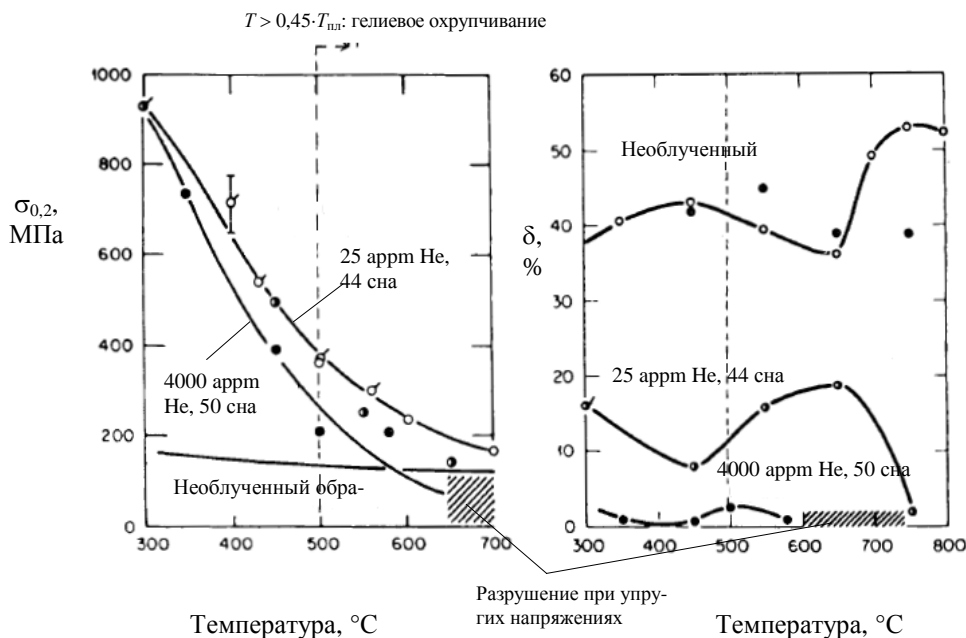 T > 0,45·Tпл: гелиевое охрупчивание
1000
800
600
400
200
0
σ0,2,
МПа
25 appm He,
44 сна
4000 appm
He, 50 сна
Необлученный обра-
300
400
500
600
700
Температура, °C
60
50
40
30
20
10
0
δ,
%
Необлученный
25 appm He, 44 сна
4000 appm He, 50 сна
300
400
500
600
700
800
Температура, °C
Разрушение при упру-
гих напряжениях